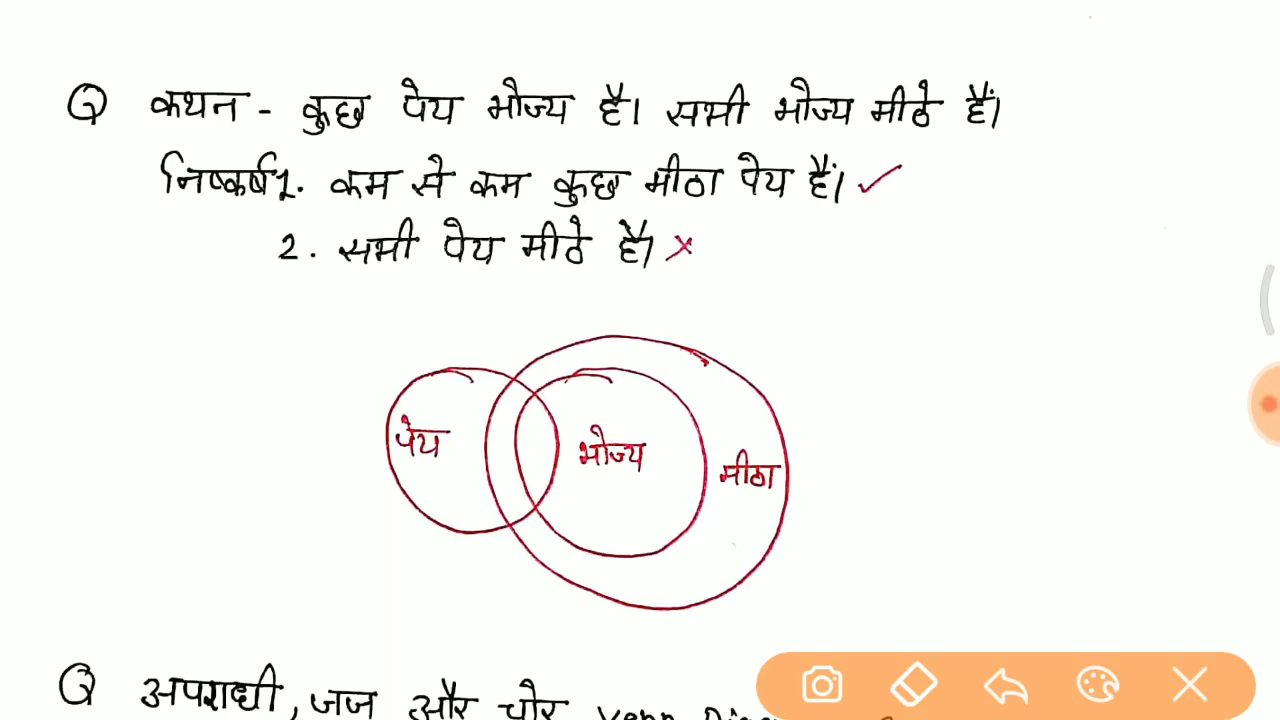 Q कथन - कुछ पेय भोज्य है। सभी भोज्य मीठे हैं।
निष्कर्ष 1. कम से कम कुछ मीठा पेय हैं।
2. सभी पेय मीठे है।
पेय
भोज्य
मीठा
Q अपराधी, जज और चोर